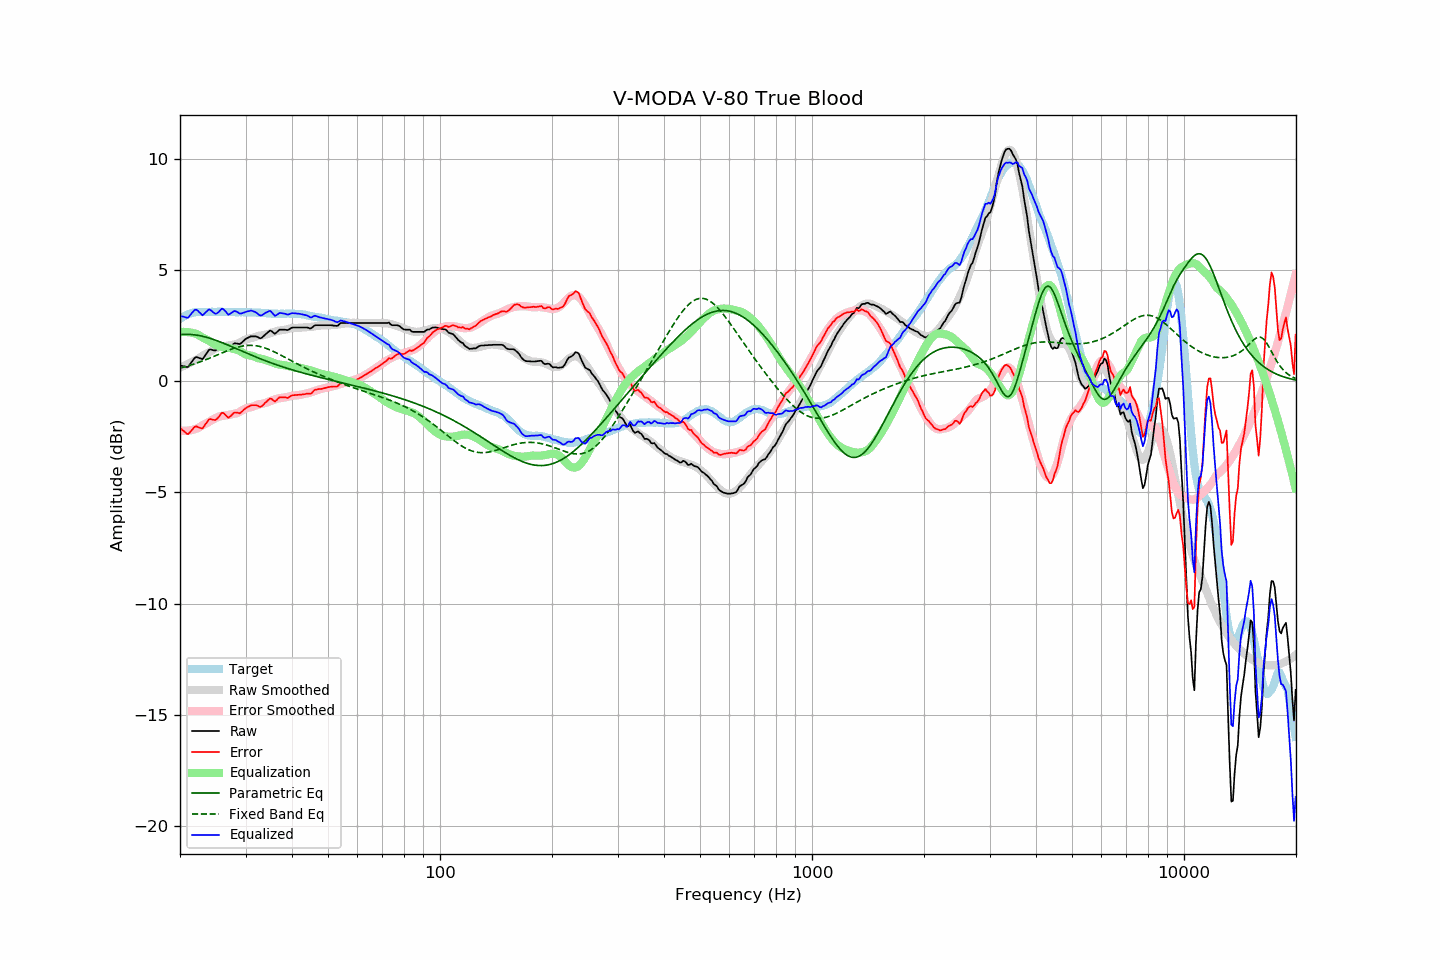 V-MODA V-80 True Blood
10
5
0
−5
−10
−15
−20
Amplitude (dBr)
Target
Raw Smoothed
Error Smoothed
Raw
Error
Equalization
Parametric Eq
Fixed Band Eq
Equalized
100
1000
10000
Frequency (Hz)